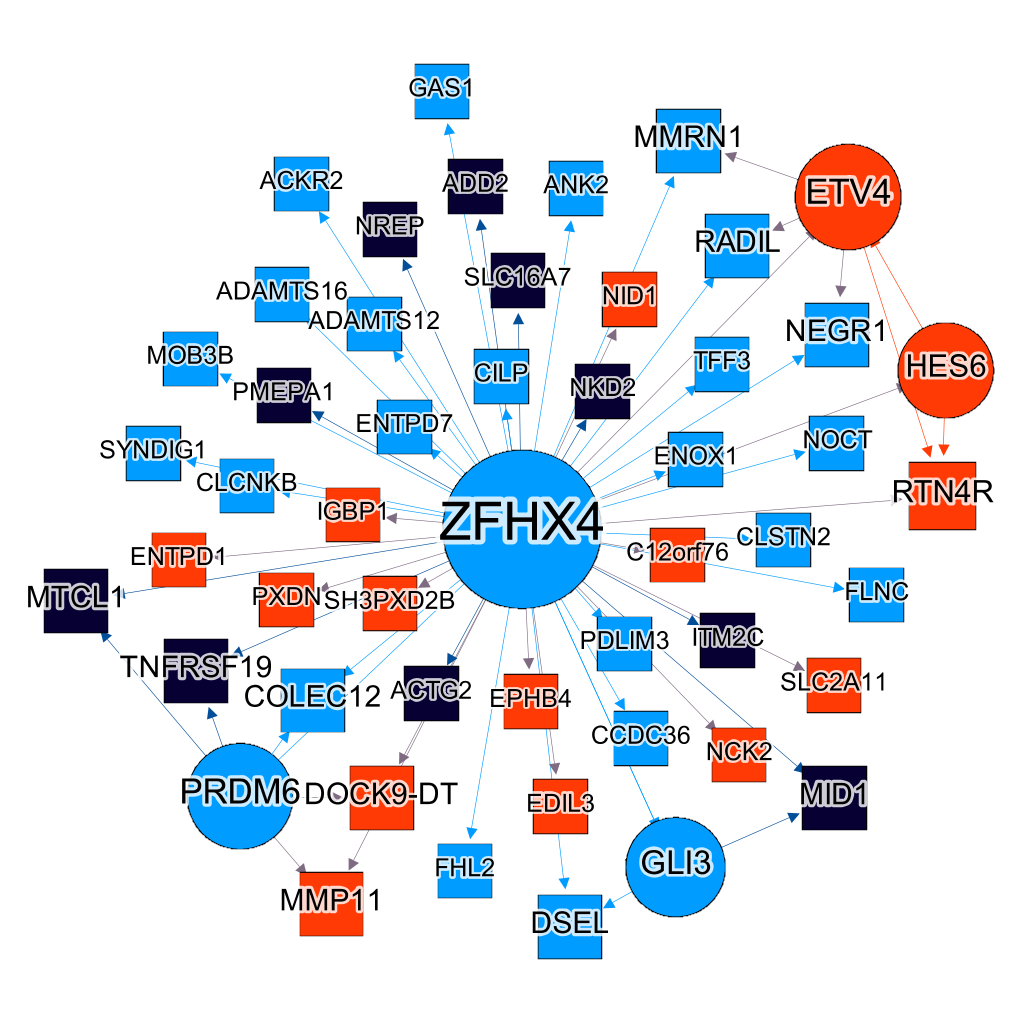 GAS1
MMRN1
ACKR2
ADD2
ANK2
ETV4
NREP
RADIL
SLC16A7
ADAMTS16
NID1
ADAMTS12
NEGR1
MOB3B
TFF3
HES6
CILP
NKD2
PMEPA1
ENTPD7
NOCT
SYNDIG1
ENOX1
CLCNKB
RTN4R
IGBP1
ZFHX4
CLSTN2
ENTPD1
C12orf76
FLNC
MTCL1
PXDN
SH3PXD2B
PDLIM3
ITM2C
TNFRSF19
SLC2A11
COLEC12
ACTG2
EPHB4
CCDC36
NCK2
PRDM6
DOCK9-DT
EDIL3
MID1
GLI3
FHL2
MMP11
DSEL